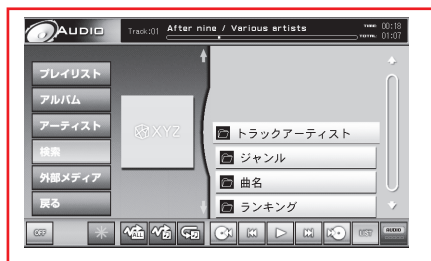 AUDIO
Track:01 After nine / Various artists
TIME: 00:18
TOTAL: 01:07
プレイリスト
アルバム
アーティスト
検索
外部メディア
戻る
XYZ
トラックアーティスト
ジャンル
曲名
ランキング
OFF
ALL
LIST
AUDIO